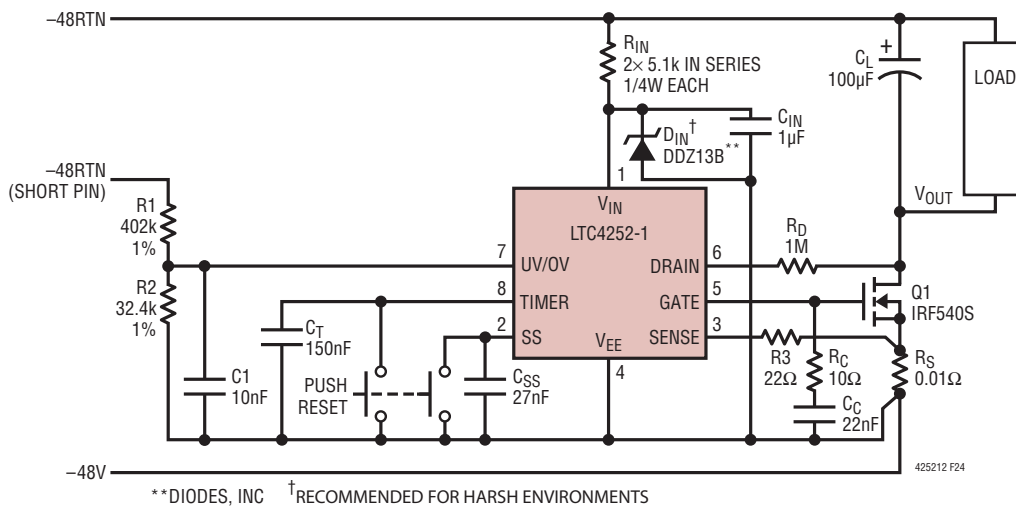 –48RTN
RIN
2× 5.1k IN SERIES
1/4W EACH
+
CL
100µF
LOAD
DIN†
DDZ13B**
CIN
1µF
–48RTN
(SHORT PIN)
1
VIN
LTC4252-1
VOUT
R1
402k
1%
RD
1M
7
UV/OV
DRAIN
6
R2
32.4k
1%
8
TIMER
GATE
5
Q1
IRF540S
2
SS
VEE
SENSE
3
CT
150nF
4
R3
22Ω
RC
10Ω
RS
0.01Ω
C1
10nF
PUSH
RESET
CSS
27nF
CC
22nF
–48V
425212 F24
**DIODES, INC †RECOMMENDED FOR HARSH ENVIRONMENTS